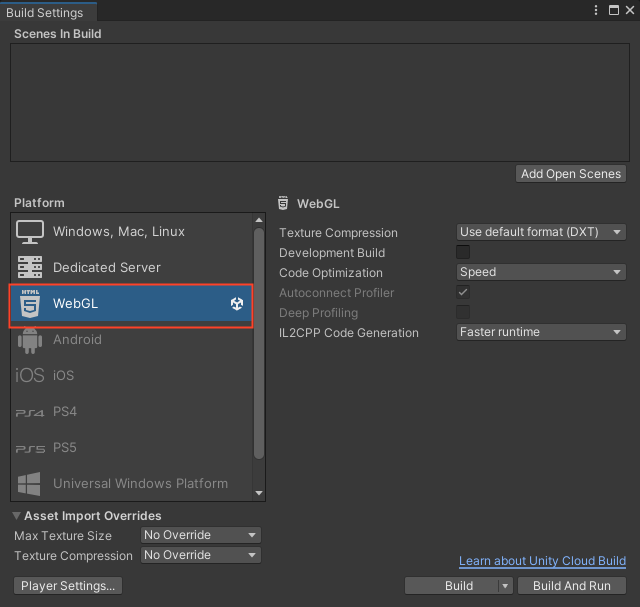 Build Settings
Scenes In Build
Add Open Scenes
Platform
Windows, Mac, Linux
Dedicated Server
HTML
5
WebGL
Android
iOS
iOS
PS4
PS4
PS5
PS5
Universal Windows Platform
WebGL
Texture Compression
Use default format (DXT)
Development Build
Code Optimization
Speed
Autoconnect Profiler
Deep Profiling
IL2CPP Code Generation
Faster runtime
Asset Import Overrides
Max Texture Size
No Override
Texture Compression
No Override
Learn about Unity Cloud Build
Player Settings...
Build
Build And Run